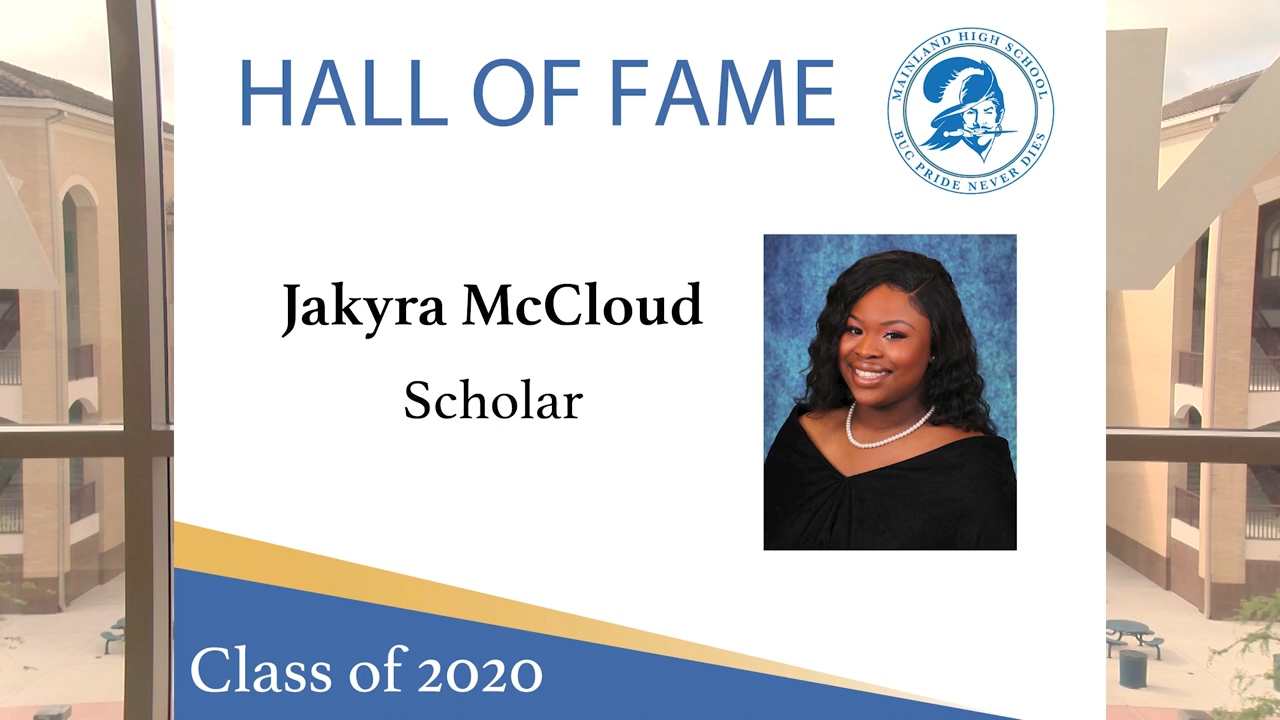 HALL OF FAME
MAINLAND HIGH SCHOOL
BUC PRIDE NEVER DIES
Jakyra McCloud
Scholar
Class of 2020